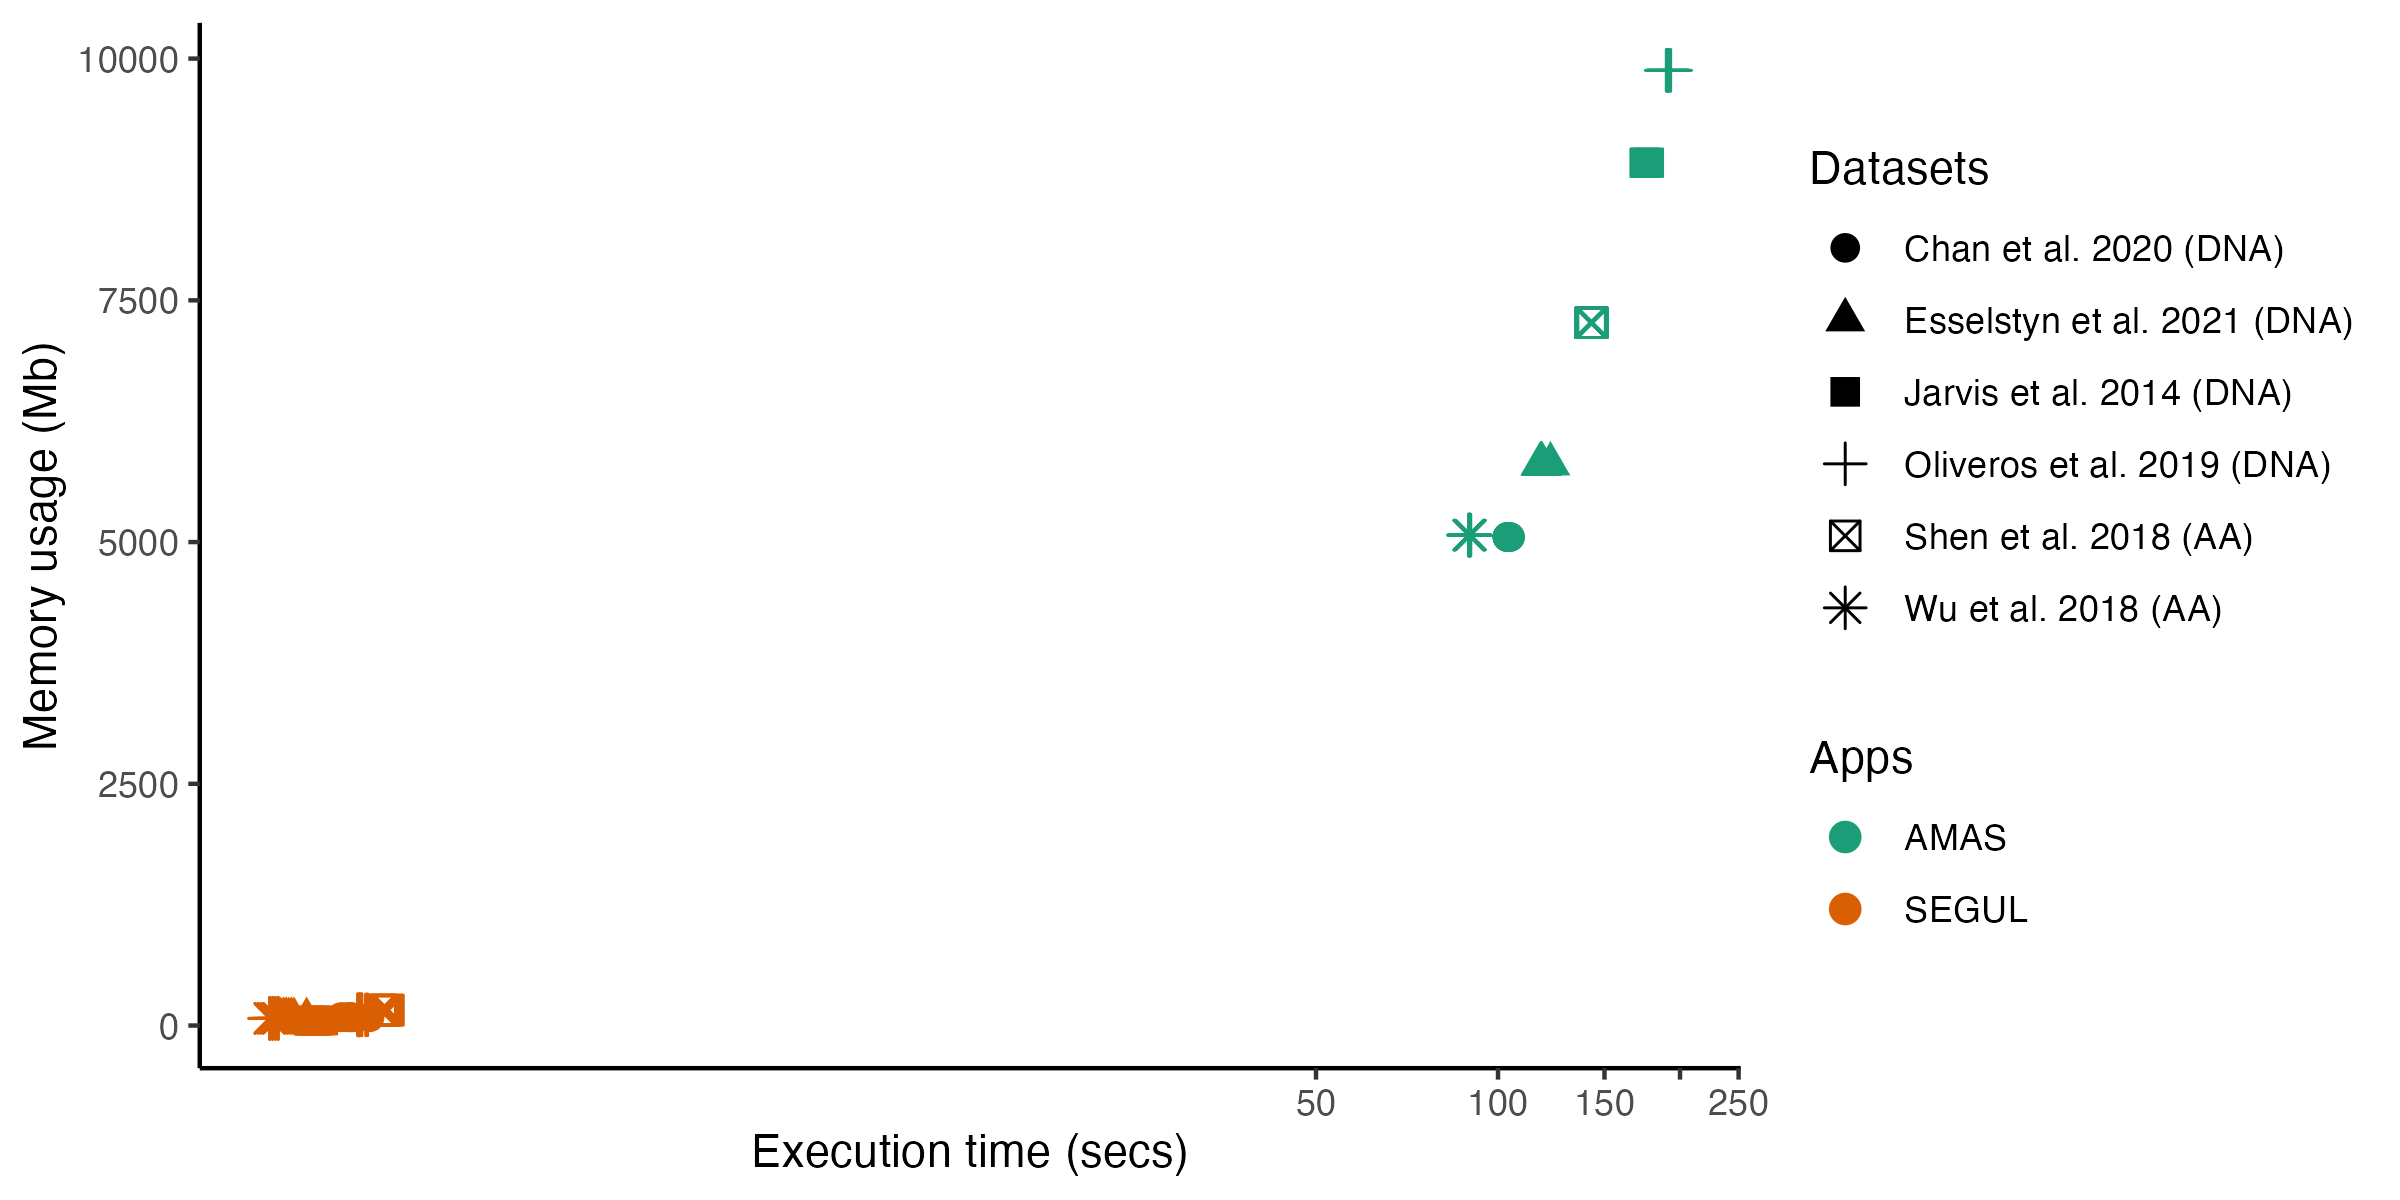 10000
7500
5000
2500
0
Memory usage (Mb)
50
100
150
250
Execution time (secs)
Datasets
Chan et al. 2020 (DNA)
Esselstyn et al. 2021 (DNA)
Jarvis et al. 2014 (DNA)
Oliveros et al. 2019 (DNA)
Shen et al. 2018 (AA)
Wu et al. 2018 (AA)
Apps
AMAS
SEGUL